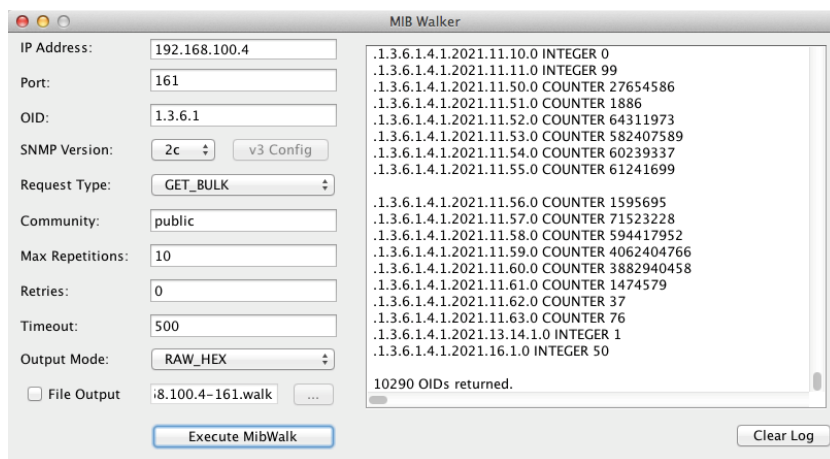 MIB Walker
IP Address: 192.168.100.4
Port: 161
OID: 1.3.6.1
SNMP Version: 2c v3 Config
Request Type: GET_BULK
Community: public
Max Repetitions: 10
Retries: 0
Timeout: 500
Output Mode: RAW_HEX
File Output 8.100.4-161.walk ...
Execute MibWalk
.1.3.6.1.4.1.2021.11.10.0 INTEGER 0
.1.3.6.1.4.1.2021.11.11.0 INTEGER 99
.1.3.6.1.4.1.2021.11.50.0 COUNTER 27654586
.1.3.6.1.4.1.2021.11.51.0 COUNTER 1886
.1.3.6.1.4.1.2021.11.52.0 COUNTER 64311973
.1.3.6.1.4.1.2021.11.53.0 COUNTER 582407589
.1.3.6.1.4.1.2021.11.54.0 COUNTER 60239337
.1.3.6.1.4.1.2021.11.55.0 COUNTER 61241699
.1.3.6.1.4.1.2021.11.56.0 COUNTER 1595695
.1.3.6.1.4.1.2021.11.57.0 COUNTER 71523228
.1.3.6.1.4.1.2021.11.58.0 COUNTER 594417952
.1.3.6.1.4.1.2021.11.59.0 COUNTER 4062404766
.1.3.6.1.4.1.2021.11.60.0 COUNTER 3882940458
.1.3.6.1.4.1.2021.11.61.0 COUNTER 1474579
.1.3.6.1.4.1.2021.11.62.0 COUNTER 37
.1.3.6.1.4.1.2021.11.63.0 COUNTER 76
.1.3.6.1.4.1.2021.13.14.1.0 INTEGER 1
.1.3.6.1.4.1.2021.16.1.0 INTEGER 50
10290 OIDs returned.
Clear Log